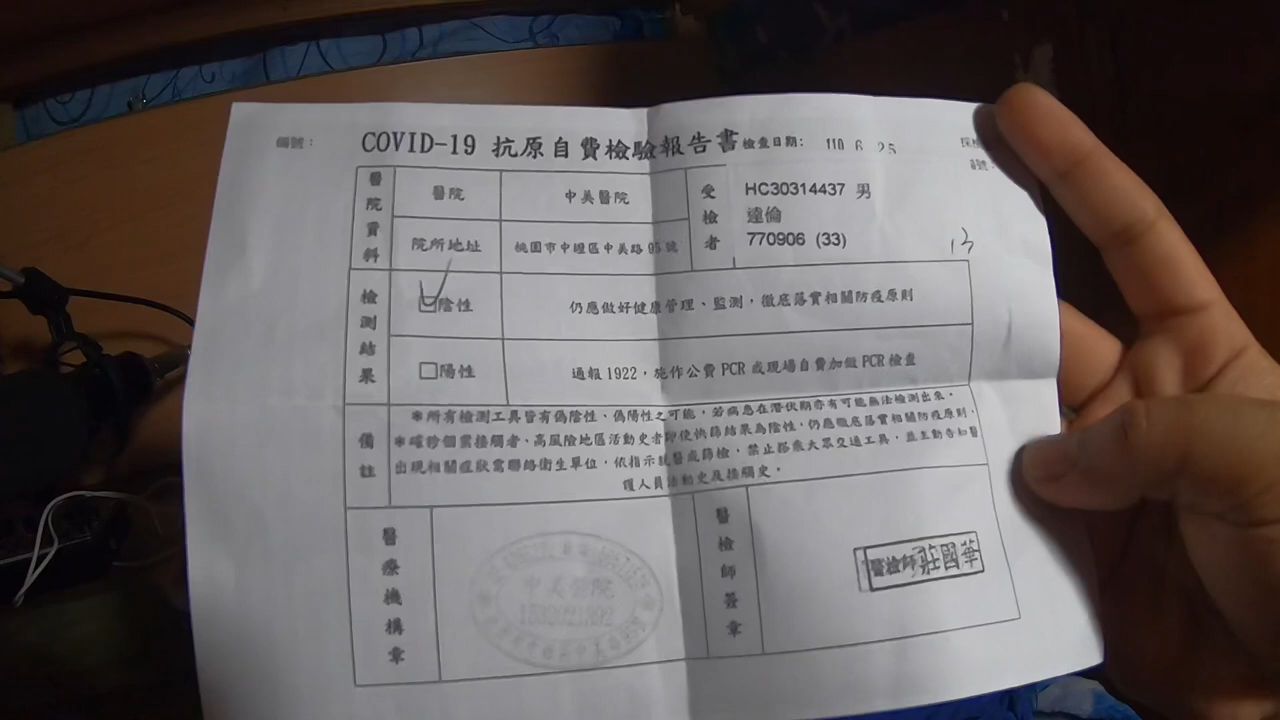 編號：
COVID-19 抗原自費檢驗報告書
檢查日期： 110 6 25
醫院資料
醫院
中美醫院
院所地址
桃園市中壢區中美路95號
受檢者
HC30314437 男
達倫
770906 (33)
13
檢測結果
□陰性
仍應做好健康管理、監測，徹底落實相關防疫原則
□陽性
通報1922，施作公費PCR或現場自費加做PCR檢查
備註
＊所有檢測工具皆有偽陰性、偽陽性之可能，若病患在潛伏期亦有可能無法檢測出來。
＊確診個案接觸者、高風險地區活動史者即使快篩結果為陰性，仍應徹底落實相關防疫原則，
出現相關症狀需聯絡衛生單位，依指示就醫或篩檢，禁止搭乘大眾交通工具，並主動告知醫
護人員活動史及接觸史。
醫療機構章
中美醫院
醫檢師簽章
醫檢師 莊國華